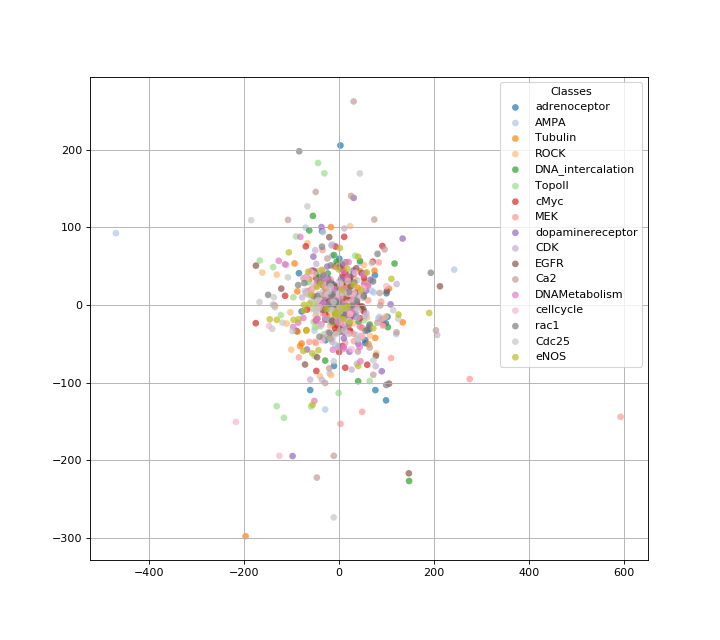 Classes
adrenoceptor
AMPA
Tubulin
ROCK
DNA_intercalation
TopoII
cMyc
MEK
dopaminereceptor
CDK
EGFR
Ca2
DNAMetabolism
cellcycle
rac1
Cdc25
eNOS
200
100
0
−100
−200
−300
−400 −200 0 200 400 600